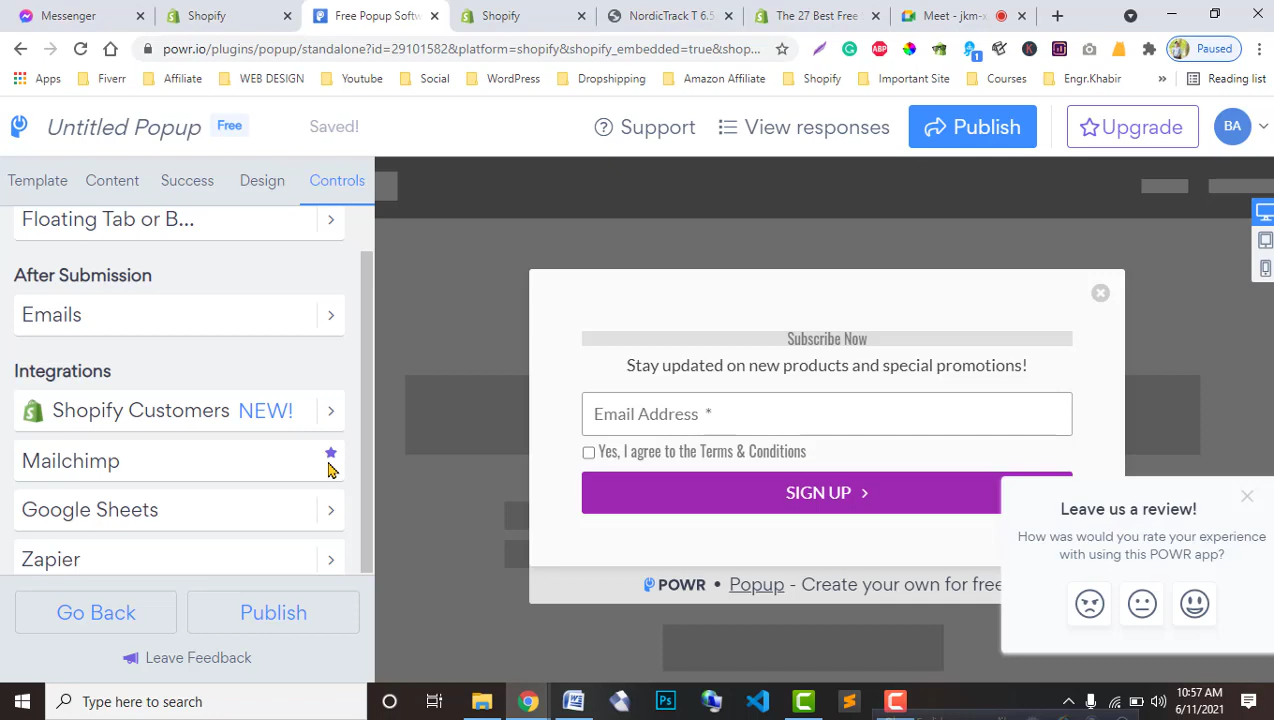 Messenger
Shopify
Free Popup Softw
Shopify
NordicTrack T 6.5
The 27 Best Free
Meet - jkm-x
powr.io/plugins/popup/standalone?id=29101582&platform=shopify&shopify_embedded=true&shop...
ABP
1
Paused
Apps
Fiverr
Affiliate
WEB DESIGN
Youtube
Social
WordPress
Dropshipping
Amazon Affiliate
Shopify
Important Site
Courses
Engr.Khabir
»
Reading list
Untitled Popup
Free
Saved!
Support
View responses
Publish
Upgrade
BA
Template
Content
Success
Design
Controls
Floating Tab or B...
After Submission
Emails
Integrations
Shopify Customers NEW!
Mailchimp
Google Sheets
Zapier
Go Back
Publish
Leave Feedback
Subscribe Now
Stay updated on new products and special promotions!
Email Address *
Yes, I agree to the Terms & Conditions
SIGN UP >
POWR • Popup - Create your own for free
Leave us a review!
How was would you rate your experience
with using this POWR app?
Type here to search
Ps
10:57 AM
6/11/2021